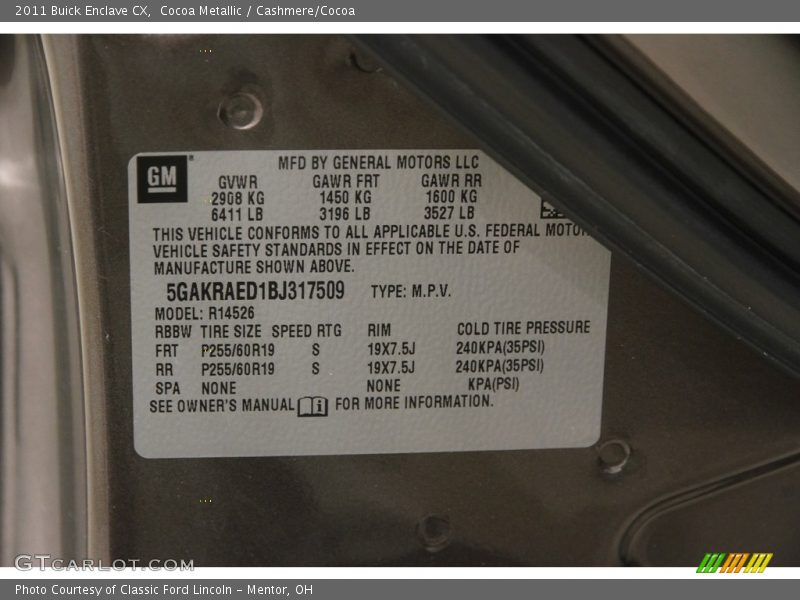 2011 Buick Enclave CX,  Cocoa Metallic / Cashmere/Cocoa
GM
MFD BY GENERAL MOTORS LLC
GVWR GAWR FRT GAWR RR
2908 KG 1450 KG 1600 KG
6411 LB 3196 LB 3527 LB
THIS VEHICLE CONFORMS TO ALL APPLICABLE U.S. FEDERAL MOTOR
VEHICLE SAFETY STANDARDS IN EFFECT ON THE DATE OF
MANUFACTURE SHOWN ABOVE.
5GAKRAED1BJ317509 TYPE: M.P.V.
MODEL: R14526
RBBW TIRE SIZE SPEED RTG RIM COLD TIRE PRESSURE
FRT P255/60R19 S 19X7.5J 240KPA(35PSI)
RR P255/60R19 S 19X7.5J 240KPA(35PSI)
SPA NONE NONE KPA(PSI)
SEE OWNER'S MANUAL i FOR MORE INFORMATION.
GTCARLOT.COM
Photo Courtesy of Classic Ford Lincoln – Mentor, OH